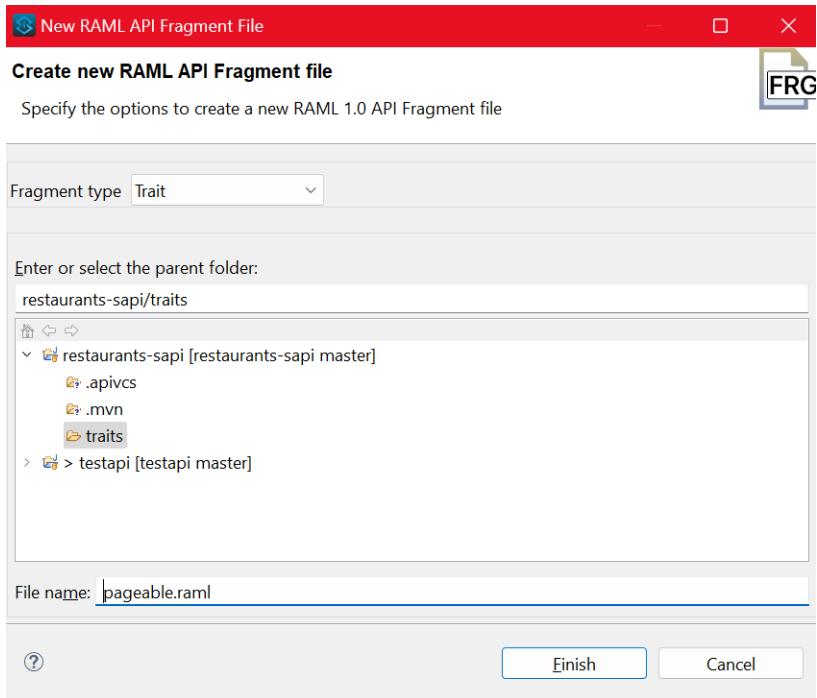 New RAML API Fragment File
Create new RAML API Fragment file
FRG
Specify the options to create a new RAML 1.0 API Fragment file
Fragment type Trait
Enter or select the parent folder:
restaurants-sapi/traits
restaurants-sapi [restaurants-sapi master]
.apivcs
.mvn
traits
> testapi [testapi master]
File name: pageable.raml
Finish Cancel